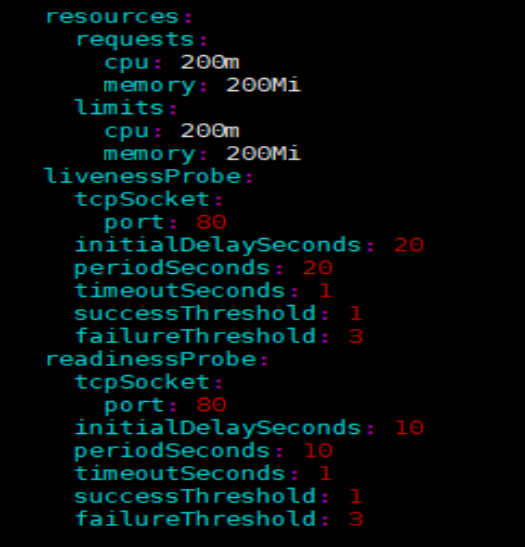 resources:
  requests:
    cpu: 200m
    memory: 200Mi
  limits:
    cpu: 200m
    memory: 200Mi
livenessProbe:
  tcpSocket:
    port: 80
  initialDelaySeconds: 20
  periodSeconds: 20
  timeoutSeconds: 1
  successThreshold: 1
  failureThreshold: 3
readinessProbe:
  tcpSocket:
    port: 80
  initialDelaySeconds: 10
  periodSeconds: 10
  timeoutSeconds: 1
  successThreshold: 1
  failureThreshold: 3